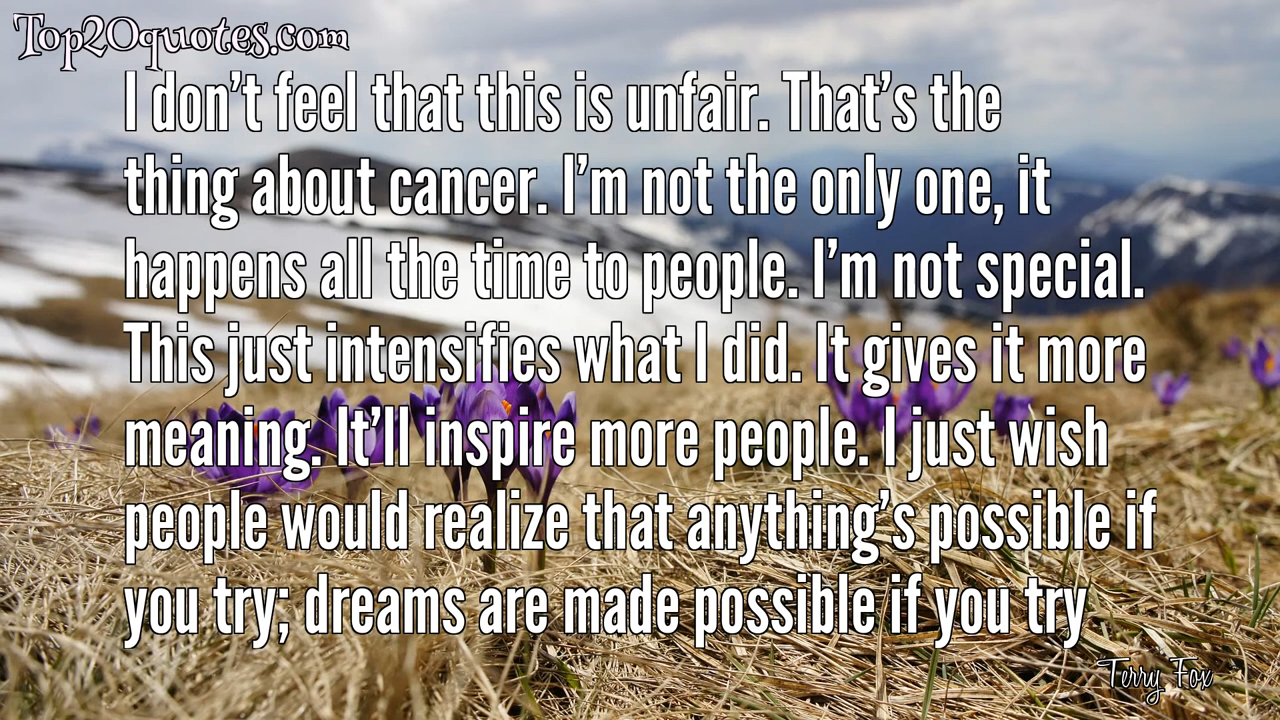 Top20quotes.com
I don't feel that this is unfair. That's the
thing about cancer. I'm not the only one, it
happens all the time to people. I'm not special.
This just intensifies what I did. It gives it more
meaning. It'll inspire more people. I just wish
people would realize that anything's possible if
you try; dreams are made possible if you try
Terry Fox